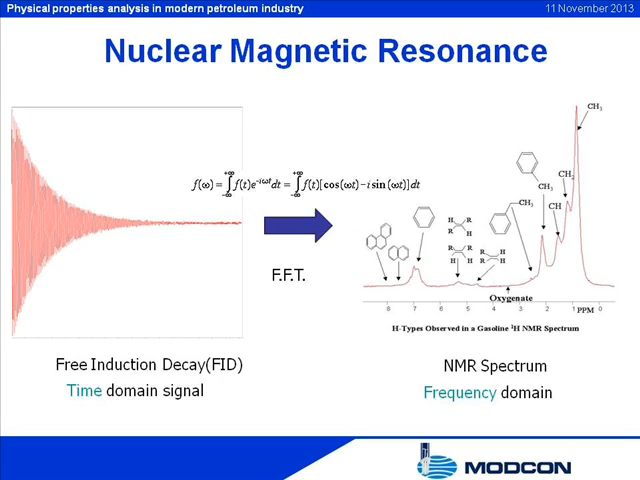 Physical properties analysis in modern petroleum industry
11 November 2013
Nuclear Magnetic Resonance
f(ω) = ∫_{-∞}^{+∞} f(t)e^{-iωt}dt = ∫_{-∞}^{+∞} f(t)[cos(ωt) - i sin(ωt)]dt
F.F.T.
CH3
CH2
CH3
CH
CH3
H R
R
R R
H H
R H
H
Oxygenate
8 7 6 5 4 3 2 1 PPM 0
H-Types Observed in a Gasoline ¹H NMR Spectrum
Free Induction Decay(FID)
Time domain signal
NMR Spectrum
Frequency domain
MODCON